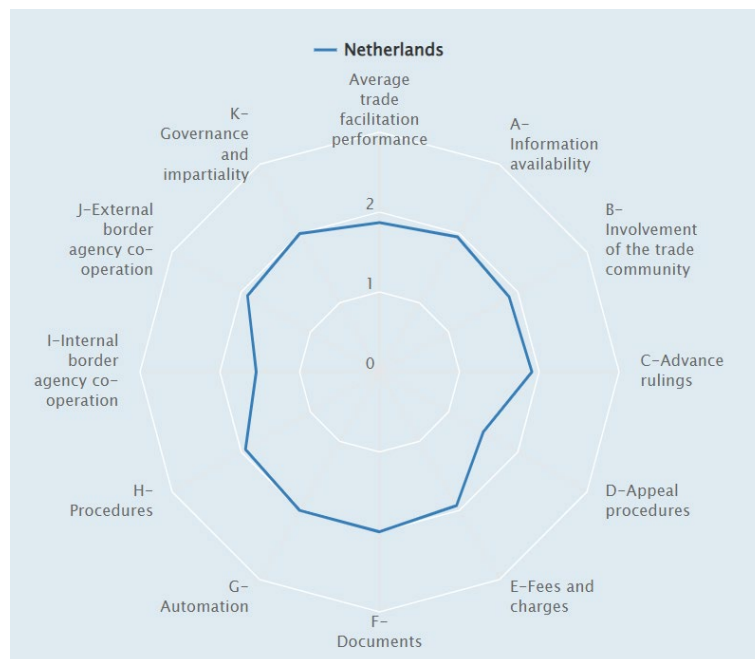 Netherlands
Average
trade
facilitation
performance
A–
Information
availability
B–
Involvement
of the trade
community
C–Advance
rulings
D–Appeal
procedures
E–Fees and
charges
F–
Documents
G–
Automation
H–
Procedures
I–Internal
border
agency co-
operation
J–External
border
agency co-
operation
K–
Governance
and
impartiality
2
1
0